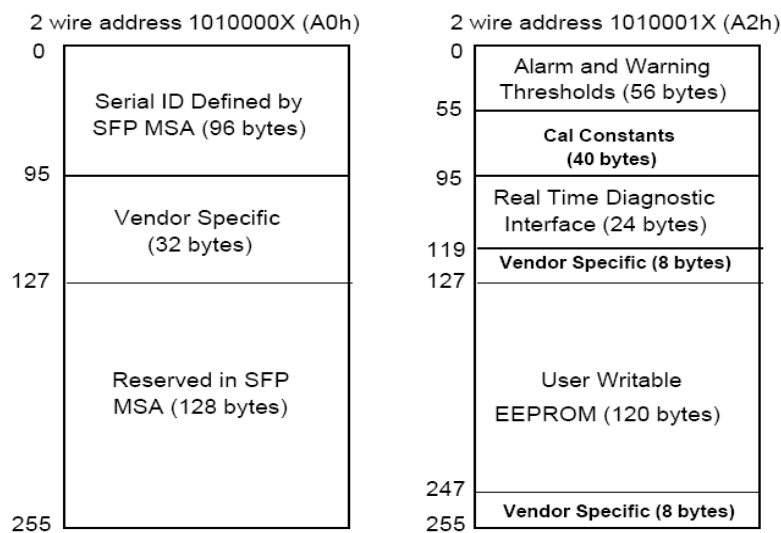 2 wire address 1010000X (A0h)
0
Serial ID Defined by
SFP MSA (96 bytes)
95
Vendor Specific
(32 bytes)
127
Reserved in SFP
MSA (128 bytes)
255
2 wire address 1010001X (A2h)
0
Alarm and Warning
Thresholds (56 bytes)
55
Cal Constants
(40 bytes)
95
Real Time Diagnostic
Interface (24 bytes)
119
Vendor Specific (8 bytes)
127
User Writable
EEPROM (120 bytes)
247
Vendor Specific (8 bytes)
255